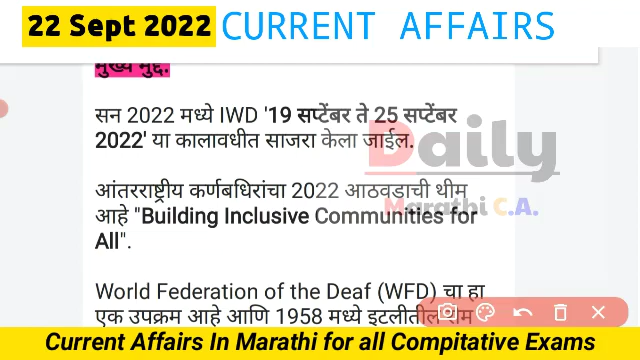 22 Sept 2022 CURRENT AFFAIRS
मुख्य मुद्दे.
सन 2022 मध्ये IWD '19 सप्टेंबर ते 25 सप्टेंबर
2022' या कालावधीत साजरा केला जाईल.
Daily
आंतरराष्ट्रीय कर्णबधिरांचा 2022 आठवडाची थीम
Marathi C.A.
आहे "Building Inclusive Communities for
All".
World Federation of the Deaf (WFD) चा हा
एक उपक्रम आहे आणि 1958 मध्ये इटलीतील
Current Affairs In Marathi for all Compitative Exams